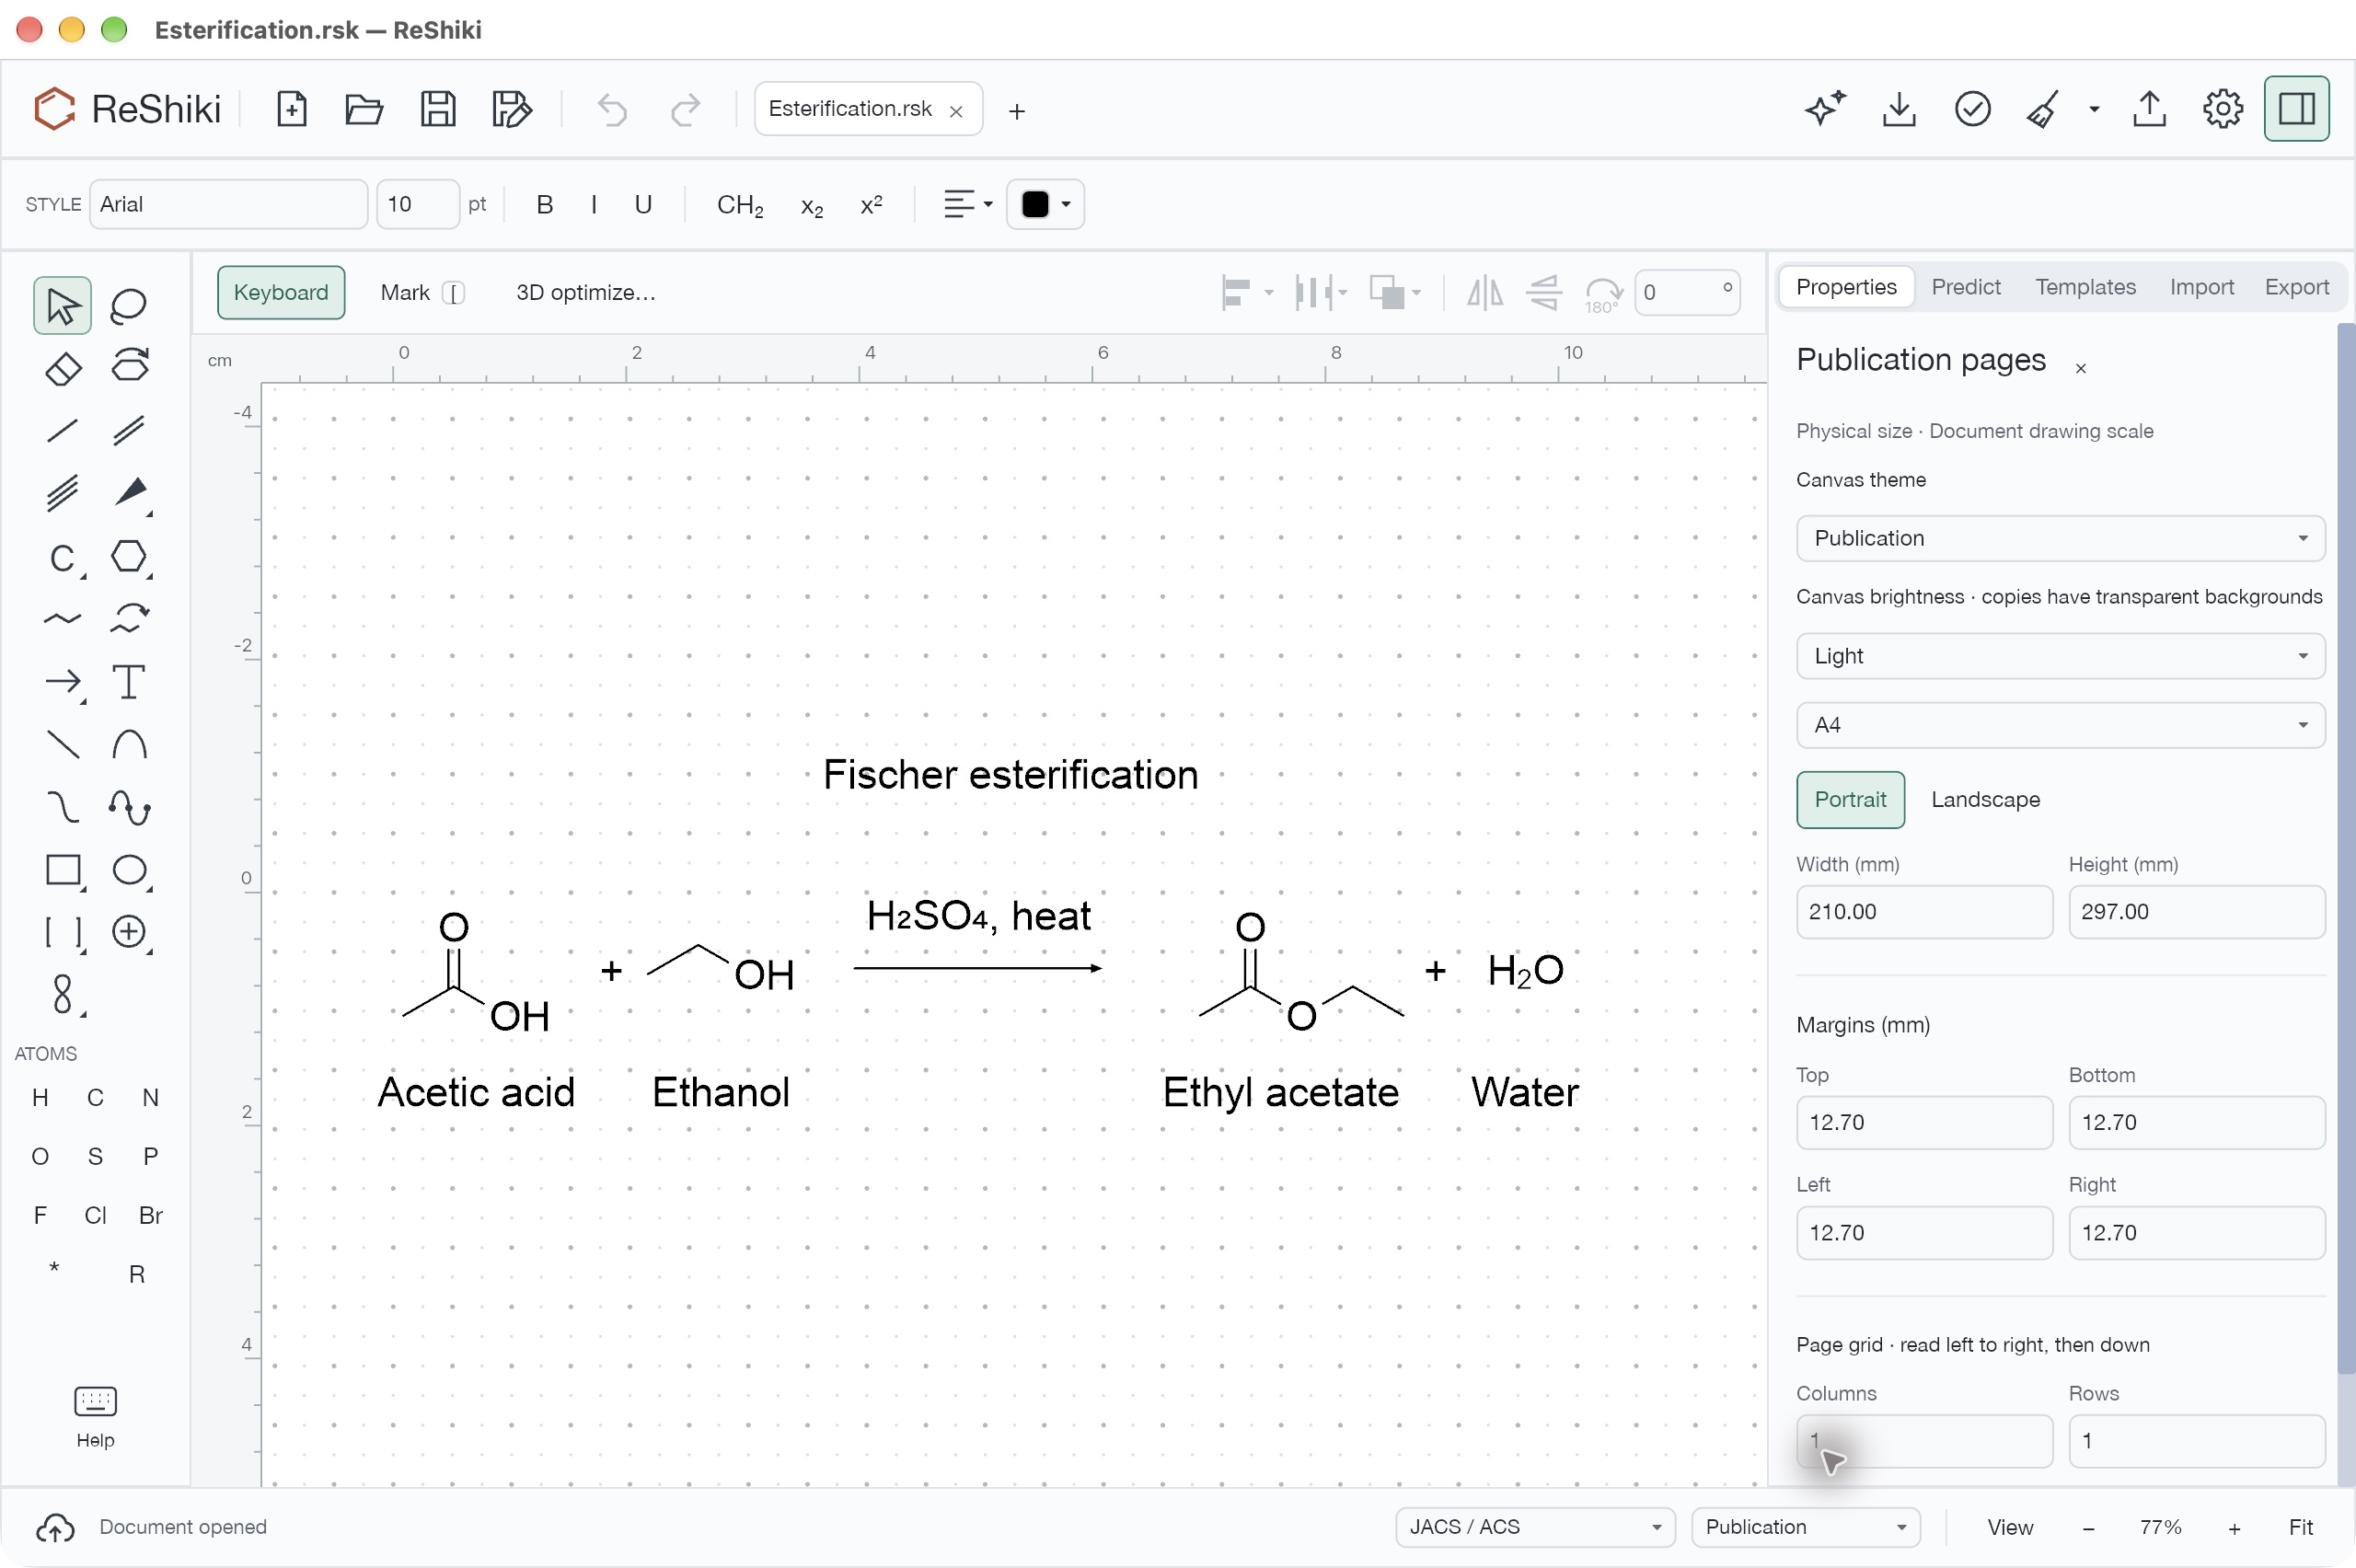 Esterification.rsk — ReShiki
ReShiki
Esterification.rsk × +
STYLE Arial 10 pt B I U CH₂ x₂ x²
Keyboard Mark [ 3D optimize... 180° 0 °
Properties Predict Templates Import Export
cm 0 2 4 6 8 10
-4
-2
0
2
4
Fischer esterification
H₂SO₄, heat
O
OH
+
OH
O
O
+
H₂O
Acetic acid Ethanol Ethyl acetate Water
C
T
ATOMS
H C N
O S P
F Cl Br
* R
Help
Publication pages ×
Physical size · Document drawing scale
Canvas theme
Publication
Canvas brightness · copies have transparent backgrounds
Light
A4
Portrait Landscape
Width (mm) Height (mm)
210.00 297.00
Margins (mm)
Top Bottom
12.70 12.70
Left Right
12.70 12.70
Page grid · read left to right, then down
Columns Rows
1 1
Document opened JACS / ACS Publication View − 77% + Fit